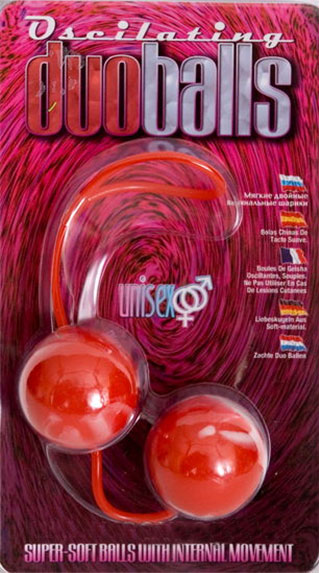 Oscilating
duoballs
Мягкие двойные
вагинальные шарики
Bolas Chinas De
Tacto Suave.
unisex
Boules De Geisha
Oscillantes, Souples.
Ne Pas Utiliser En Cas
De Lesions Cutanees
Liebeskugeln Aus
Soft-material.
Zachte Duo Ballen
SUPER-SOFT BALLS WITH INTERNAL MOVEMENT